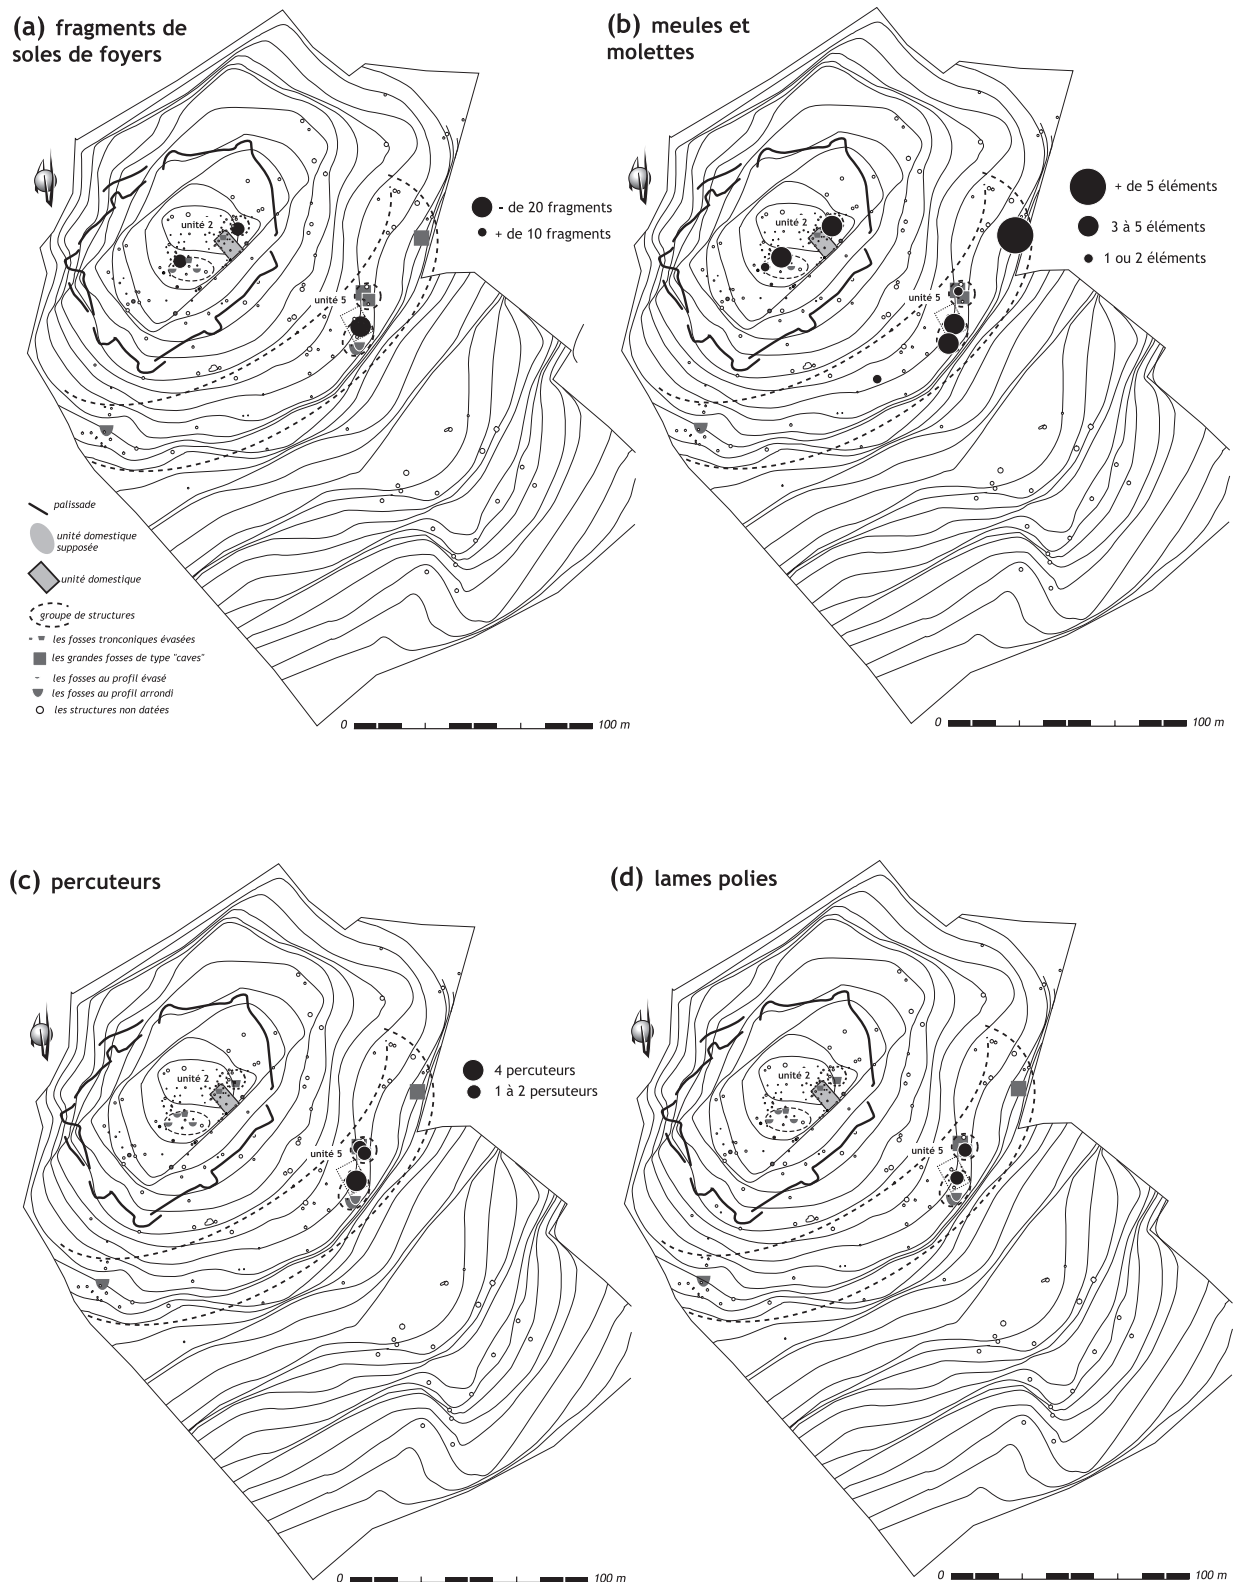 (a) fragments de
soles de foyers
unité 2
unité 5
- de 20 fragments
+ de 10 fragments
palissade
unité domestique
supposée
unité domestique
groupe de structures
les fosses tronconiques évasées
les grandes fosses de type "caves"
les fosses au profil évasé
les fosses au profil arrondi
les structures non datées
0 100 m
(b) meules et
molettes
unité 2
unité 5
+ de 5 éléments
3 à 5 éléments
1 ou 2 éléments
0 100 m
(c) percuteurs
unité 2
unité 5
4 percuteurs
1 à 2 persuteurs
0 100 m
(d) lames polies
unité 2
unité 5
0 100 m